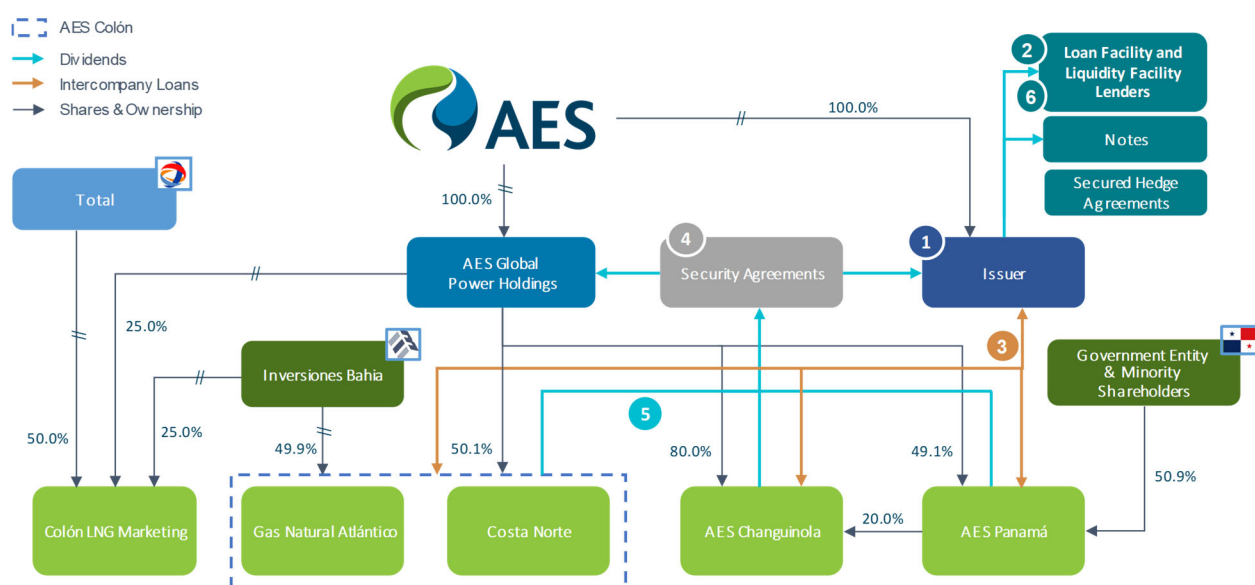 AES Colón
Dividends
Intercompany Loans
Shares & Ownership
AES
100.0%
2
Loan Facility and
Liquidity Facility
Lenders
6
Notes
Secured Hedge
Agreements
Total
100.0%
AES Global
Power Holdings
4
Security Agreements
1
Issuer
25.0%
3
Inversiones Bahia
Government Entity
& Minority
Shareholders
5
50.0%
25.0%
49.9%
50.1%
80.0%
49.1%
50.9%
Colón LNG Marketing
Gas Natural Atlántico
Costa Norte
AES Changuinola
20.0%
AES Panamá